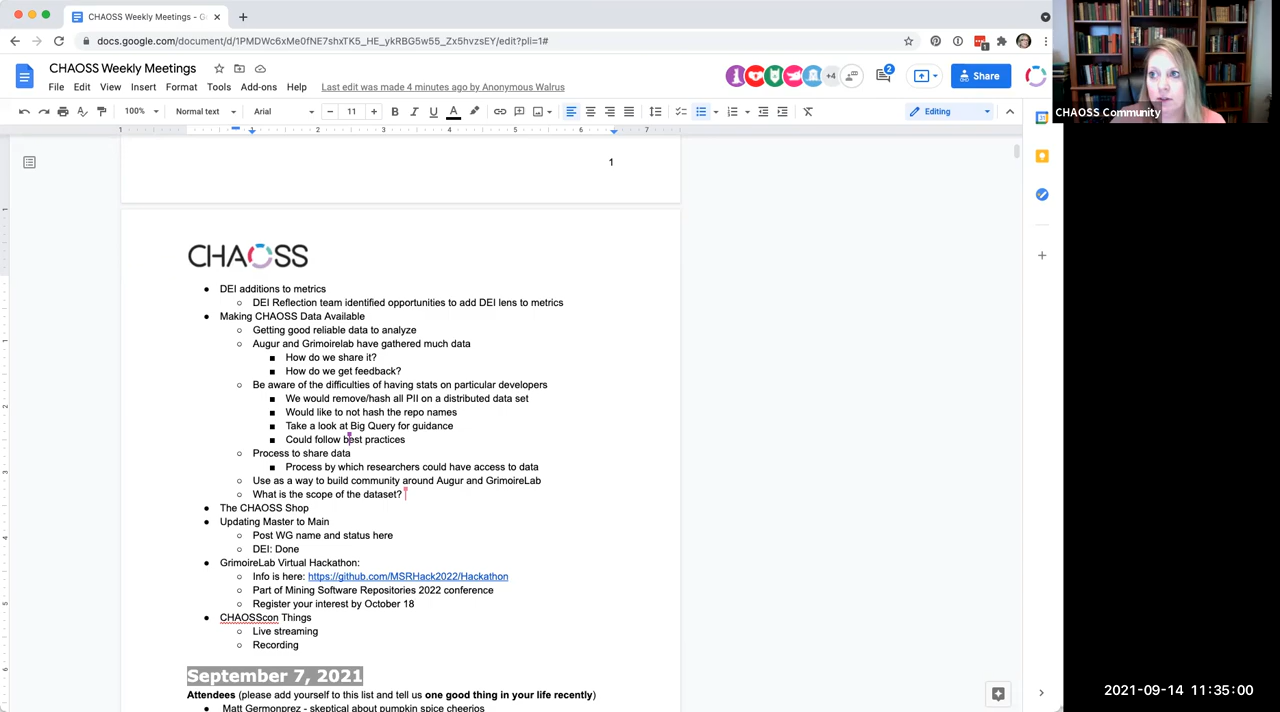 CHAOSS Weekly Meetings - G
docs.google.com/document/d/1PMDWc6xMe0fNE7shxTK5_HE_ykRBG5w55_Zx5hvzsEY/edit?pli=1#
1
CHAOSS Weekly Meetings
File Edit View Insert Format Tools Add-ons Help Last edit was made 4 minutes ago by Anonymous Walrus
+4
2
Share
CHAOSS Community
100% Normal text Arial 11 Editing
1 1 2 3 4 5 6 7
1
CHAOSS
DEI additions to metrics
DEI Reflection team identified opportunities to add DEI lens to metrics
Making CHAOSS Data Available
Getting good reliable data to analyze
Augur and Grimoirelab have gathered much data
How do we share it?
How do we get feedback?
Be aware of the difficulties of having stats on particular developers
We would remove/hash all PII on a distributed data set
Would like to not hash the repo names
Take a look at Big Query for guidance
Could follow best practices
Process to share data
Process by which researchers could have access to data
Use as a way to build community around Augur and GrimoireLab
What is the scope of the dataset?
The CHAOSS Shop
Updating Master to Main
Post WG name and status here
DEI: Done
GrimoireLab Virtual Hackathon:
Info is here: https://github.com/MSRHack2022/Hackathon
Part of Mining Software Repositories 2022 conference
Register your interest by October 18
CHAOSScon Things
Live streaming
Recording
September 7, 2021
Attendees (please add yourself to this list and tell us one good thing in your life recently)
Matt Germonprez - skeptical about pumpkin spice cheerios
2021-09-14 11:35:00